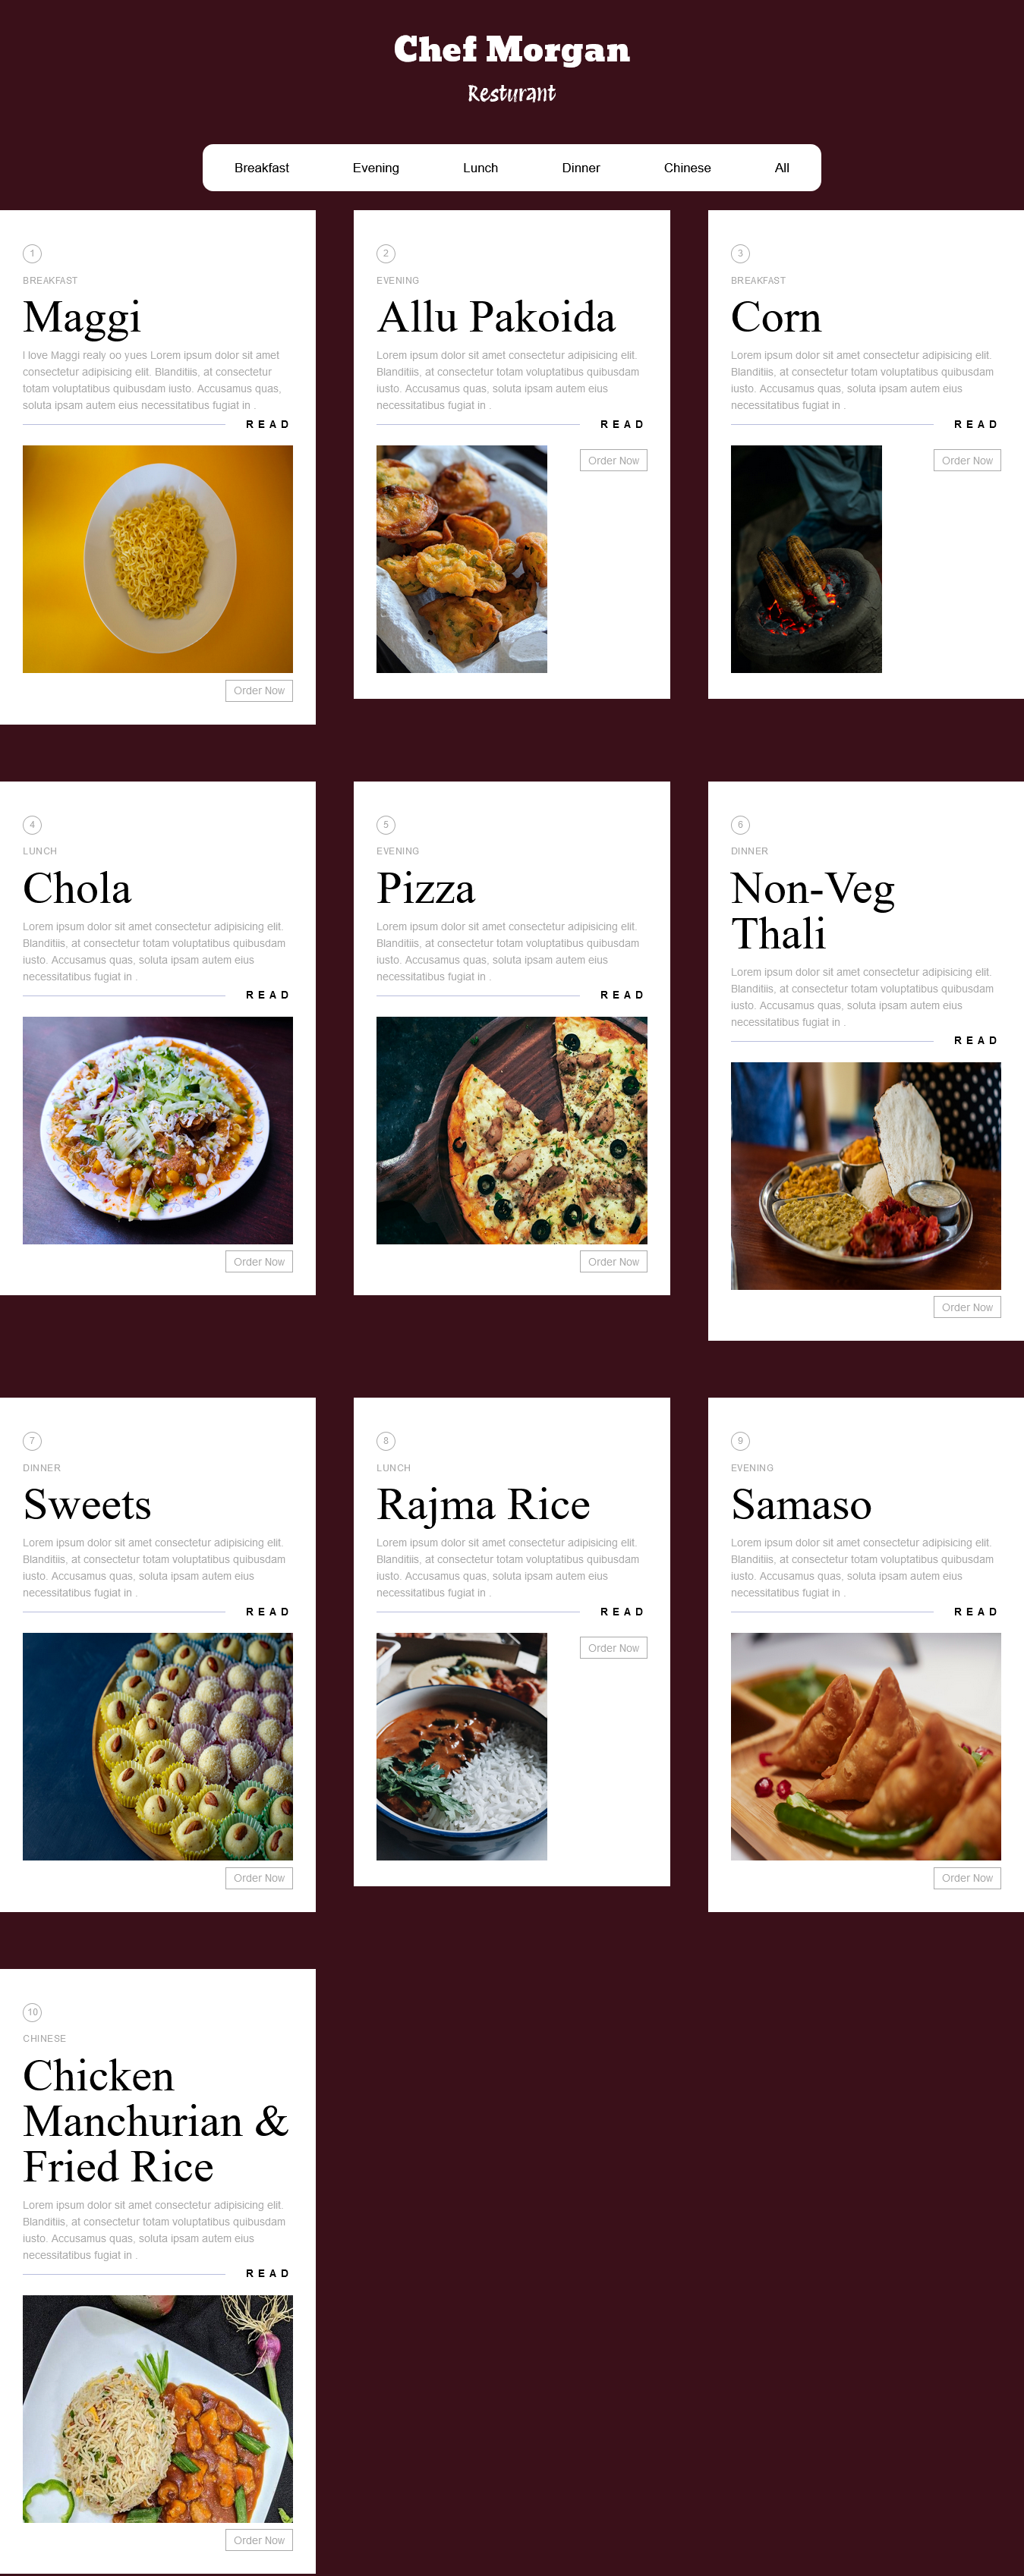 Chef Morgan
Resturant
Breakfast Evening Lunch Dinner Chinese All
1
BREAKFAST
Maggi
I love Maggi realy oo yues Lorem ipsum dolor sit amet
consectetur adipisicing elit. Blanditiis, at consectetur
totam voluptatibus quibusdam iusto. Accusamus quas,
soluta ipsam autem eius necessitatibus fugiat in .
READ
Order Now
2
EVENING
Allu Pakoida
Lorem ipsum dolor sit amet consectetur adipisicing elit.
Blanditiis, at consectetur totam voluptatibus quibusdam
iusto. Accusamus quas, soluta ipsam autem eius
necessitatibus fugiat in .
READ
Order Now
3
BREAKFAST
Corn
Lorem ipsum dolor sit amet consectetur adipisicing elit.
Blanditiis, at consectetur totam voluptatibus quibusdam
iusto. Accusamus quas, soluta ipsam autem eius
necessitatibus fugiat in .
READ
Order Now
4
LUNCH
Chola
Lorem ipsum dolor sit amet consectetur adipisicing elit.
Blanditiis, at consectetur totam voluptatibus quibusdam
iusto. Accusamus quas, soluta ipsam autem eius
necessitatibus fugiat in .
READ
Order Now
5
EVENING
Pizza
Lorem ipsum dolor sit amet consectetur adipisicing elit.
Blanditiis, at consectetur totam voluptatibus quibusdam
iusto. Accusamus quas, soluta ipsam autem eius
necessitatibus fugiat in .
READ
Order Now
6
DINNER
Non-Veg
Thali
Lorem ipsum dolor sit amet consectetur adipisicing elit.
Blanditiis, at consectetur totam voluptatibus quibusdam
iusto. Accusamus quas, soluta ipsam autem eius
necessitatibus fugiat in .
READ
Order Now
7
DINNER
Sweets
Lorem ipsum dolor sit amet consectetur adipisicing elit.
Blanditiis, at consectetur totam voluptatibus quibusdam
iusto. Accusamus quas, soluta ipsam autem eius
necessitatibus fugiat in .
READ
Order Now
8
LUNCH
Rajma Rice
Lorem ipsum dolor sit amet consectetur adipisicing elit.
Blanditiis, at consectetur totam voluptatibus quibusdam
iusto. Accusamus quas, soluta ipsam autem eius
necessitatibus fugiat in .
READ
Order Now
9
EVENING
Samaso
Lorem ipsum dolor sit amet consectetur adipisicing elit.
Blanditiis, at consectetur totam voluptatibus quibusdam
iusto. Accusamus quas, soluta ipsam autem eius
necessitatibus fugiat in .
READ
Order Now
10
CHINESE
Chicken
Manchurian &
Fried Rice
Lorem ipsum dolor sit amet consectetur adipisicing elit.
Blanditiis, at consectetur totam voluptatibus quibusdam
iusto. Accusamus quas, soluta ipsam autem eius
necessitatibus fugiat in .
READ
Order Now